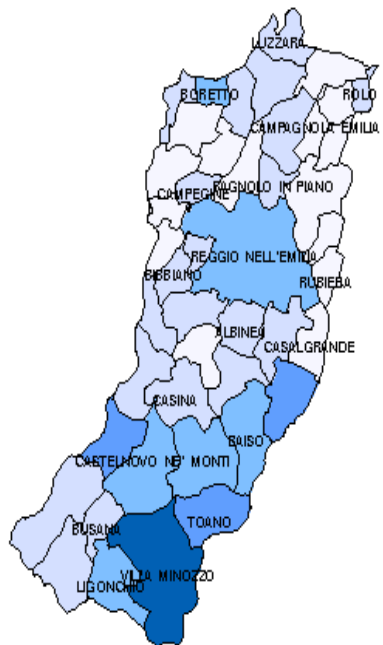 LUZZARA
BORETTO
ROLO
CAMPAGNOLA EMILIA
BAGNOLO IN PIANO
CAMPEGINE
REGGIO NELL'EMILIA
BIBBIANO
RUBIERA
ALBINEA
CASALGRANDE
CASINA
BAISO
CASTELNOVO NE' MONTI
TOANO
BUSANA
VILLA MINOZZO
LIGONCHIO